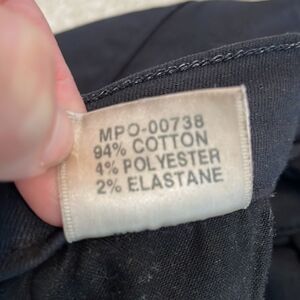 MPO-00738
94% COTTON
4% POLYESTER
2% ELASTANE